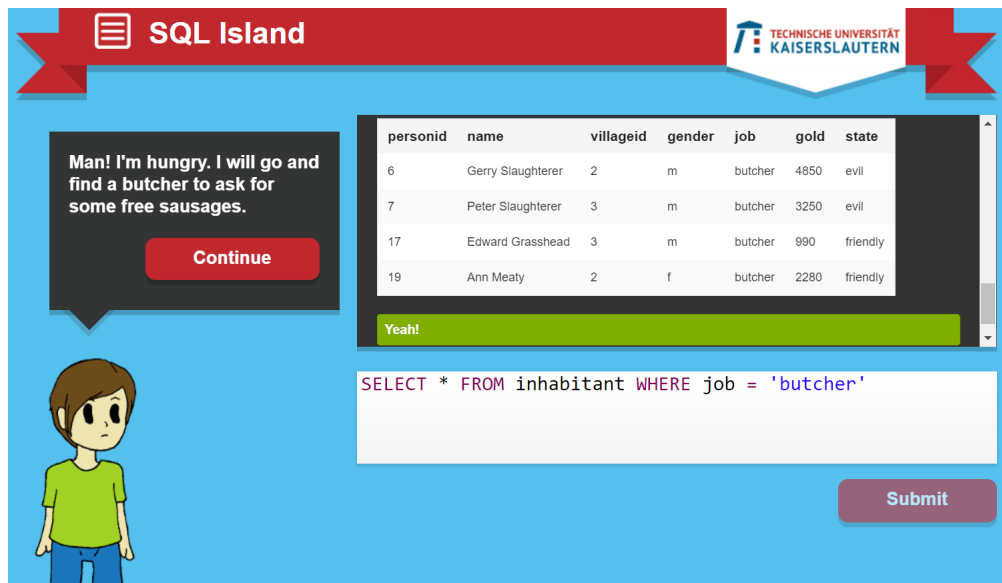 SQL Island
TECHNISCHE UNIVERSITÄT
KAISERSLAUTERN
Man! I'm hungry. I will go and
find a butcher to ask for
some free sausages.
Continue
personid name villageid gender job gold state
6 Gerry Slaughterer 2 m butcher 4850 evil
7 Peter Slaughterer 3 m butcher 3250 evil
17 Edward Grasshead 3 m butcher 990 friendly
19 Ann Meaty 2 f butcher 2280 friendly
Yeah!
SELECT * FROM inhabitant WHERE job = 'butcher'
Submit